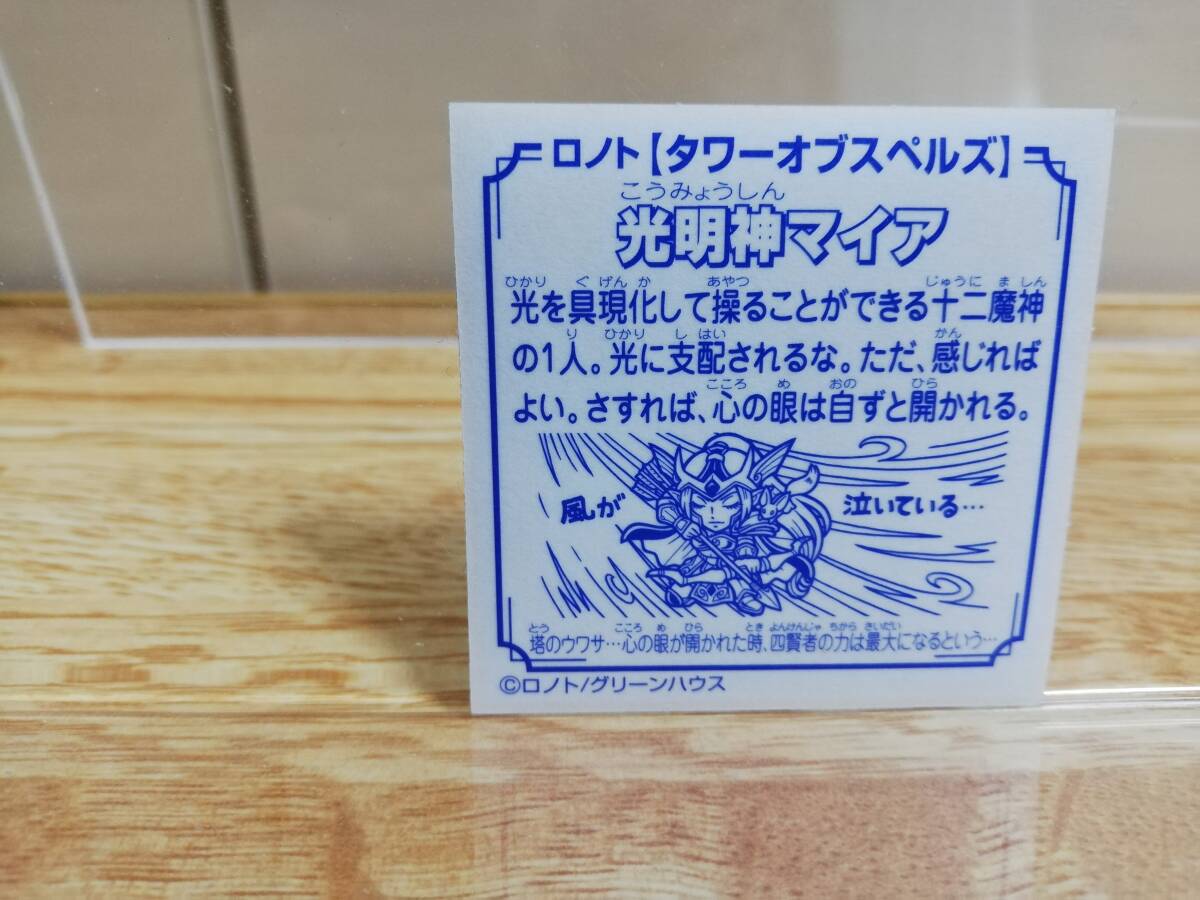 ロノト【タワーオブスペルズ】
こうみょうしん
光明神マイア
ひかり ぐげんか あやつ じゅうにましん
光を具現化して操ることができる十二魔神
り ひかり しはい かん
の1人。光に支配されるな。ただ、感じれば
こころ め おの ひら
よい。さすれば、心の眼は自ずと開かれる。
風が 泣いている…
とう こころ め ひら とき よんけんじゃ ちから さいだい
塔のウワサ…心の眼が開かれた時、四賢者の力は最大になるという…
©ロノト/グリーンハウス